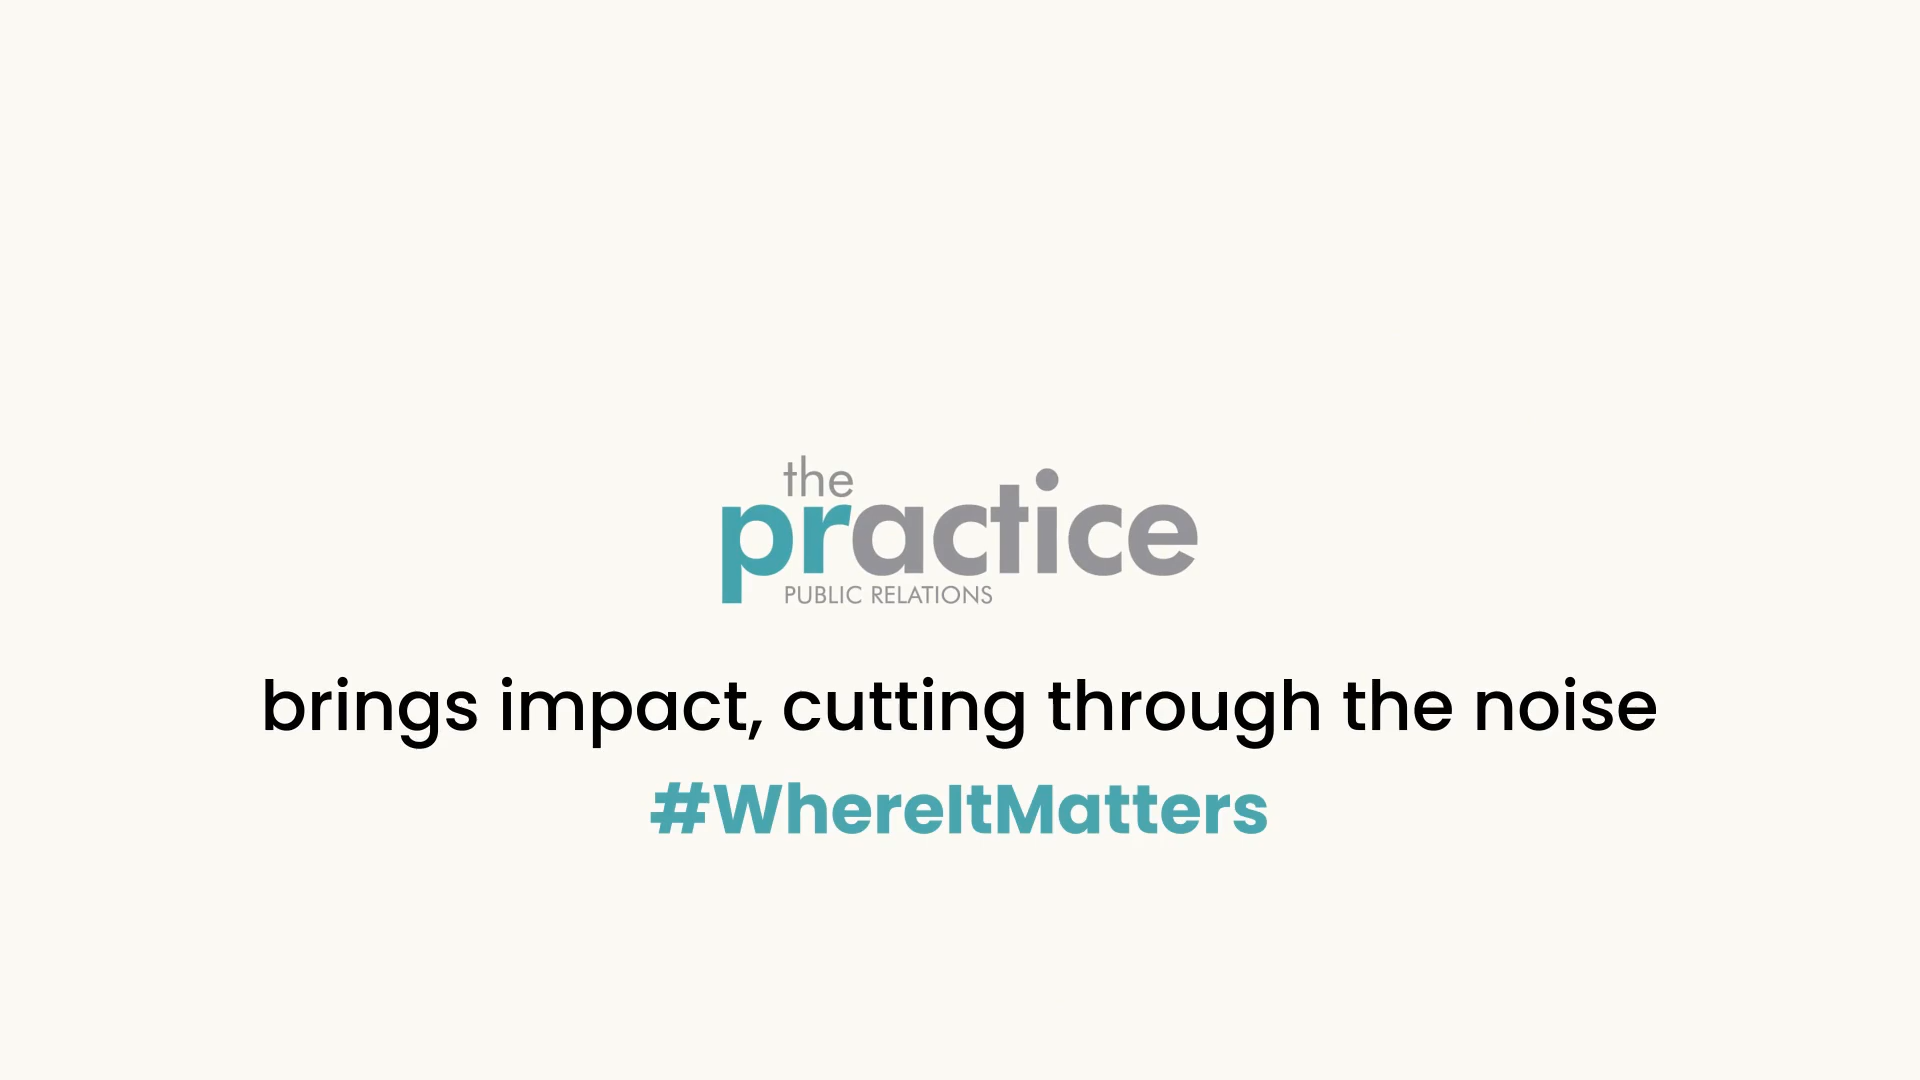 the
practice
PUBLIC RELATIONS
brings impact, cutting through the noise
#WhereItMatters